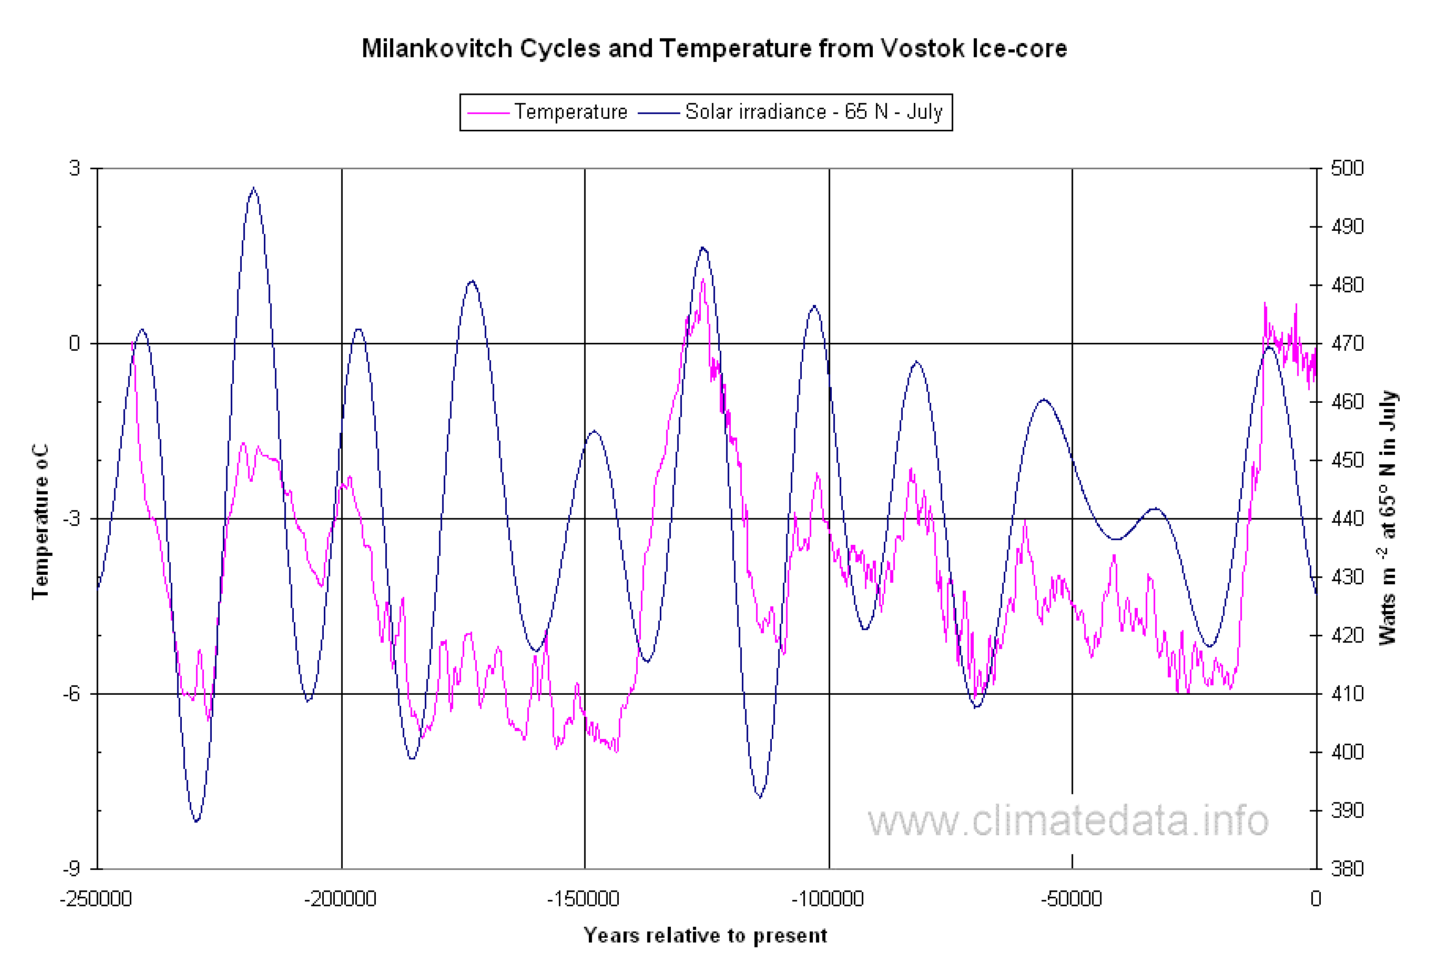 Milankovitch Cycles and Temperature from Vostok Ice-core
Temperature Solar irradiance - 65 N - July
3
0
-3
-6
-9
Temperature oC
500
490
480
470
460
450
440
430
420
410
400
390
380
Watts m -2 at 65° N in July
www.climatedata.info
-250000 -200000 -150000 -100000 -50000 0
Years relative to present